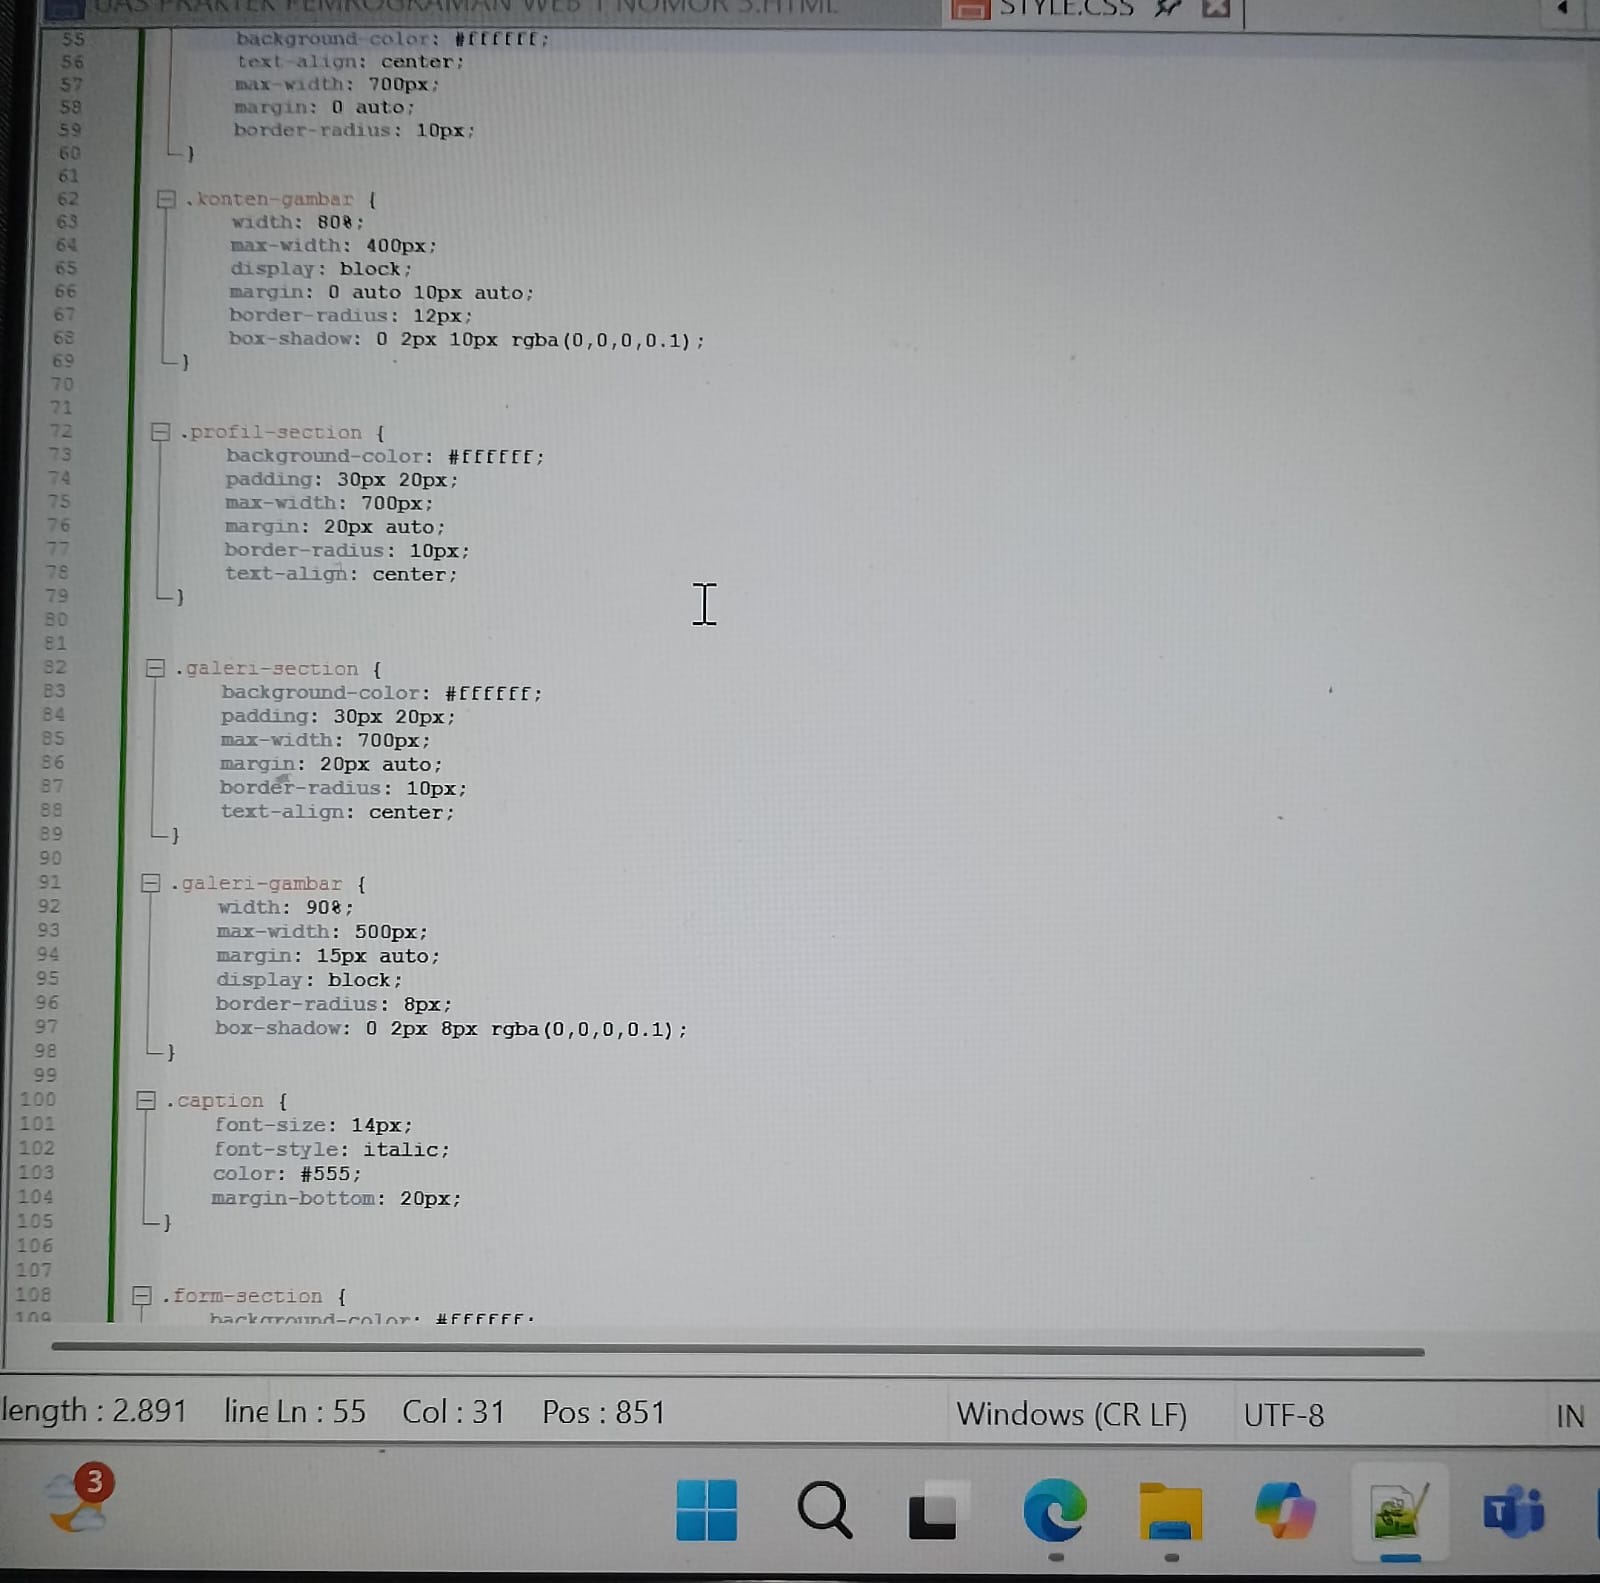 UAS PRAKTEK PEMROGRAMAN WEB 1 NOMOR 3.HTML STYLE.CSS
55 background-color: #ffffff;
56 text-align: center;
57 max-width: 700px;
58 margin: 0 auto;
59 border-radius: 10px;
60 }
61
62 .konten-gambar {
63 width: 80%;
64 max-width: 400px;
65 display: block;
66 margin: 0 auto 10px auto;
67 border-radius: 12px;
68 box-shadow: 0 2px 10px rgba(0,0,0,0.1);
69 }
70
71
72 .profil-section {
73 background-color: #ffffff;
74 padding: 30px 20px;
75 max-width: 700px;
76 margin: 20px auto;
77 border-radius: 10px;
78 text-align: center;
79 }
80
81
82 .galeri-section {
83 background-color: #ffffff;
84 padding: 30px 20px;
85 max-width: 700px;
86 margin: 20px auto;
87 border-radius: 10px;
88 text-align: center;
89 }
90
91 .galeri-gambar {
92 width: 90%;
93 max-width: 500px;
94 margin: 15px auto;
95 display: block;
96 border-radius: 8px;
97 box-shadow: 0 2px 8px rgba(0,0,0,0.1);
98 }
99
100 .caption {
101 font-size: 14px;
102 font-style: italic;
103 color: #555;
104 margin-bottom: 20px;
105 }
106
107
108 .form-section {
109 background-color: #ffffff;
length : 2.891 line Ln : 55 Col : 31 Pos : 851 Windows (CR LF) UTF-8 IN
3